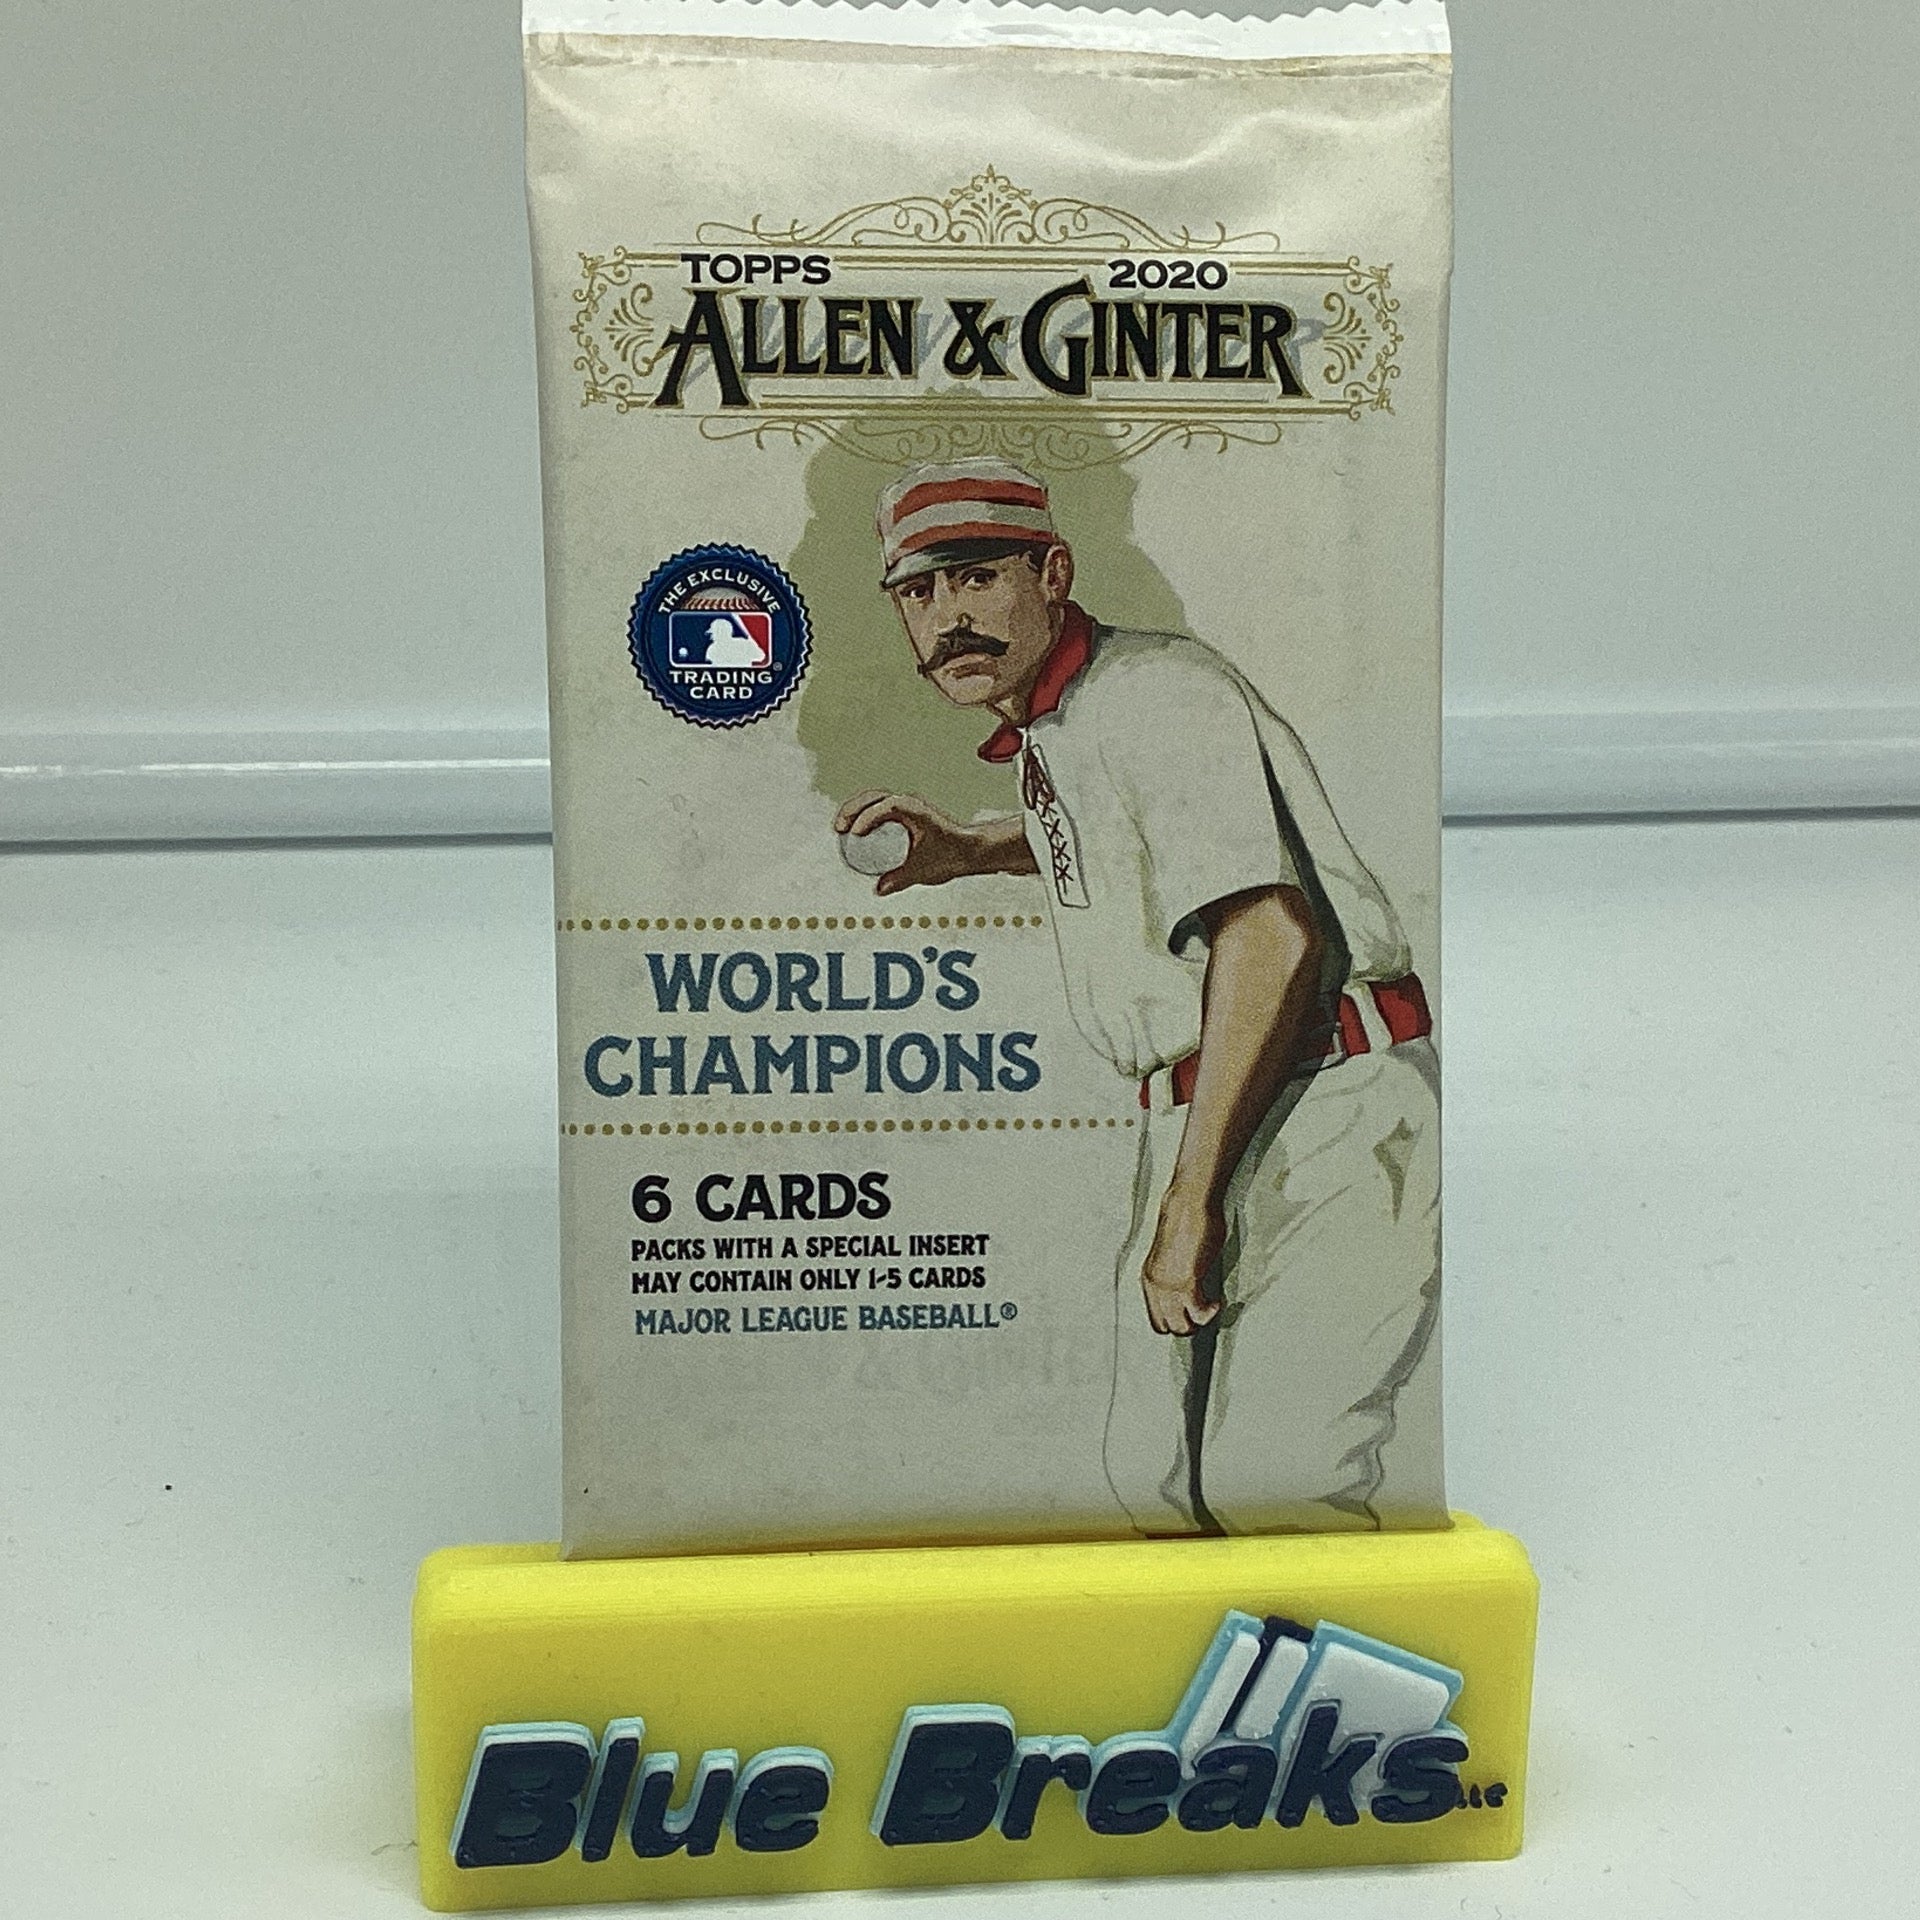 TOPPS 2020
ALLEN & GINTER
THE EXCLUSIVE
TRADING
CARD
WORLD'S
CHAMPIONS
6 CARDS
PACKS WITH A SPECIAL INSERT
MAY CONTAIN ONLY 1-5 CARDS
MAJOR LEAGUE BASEBALL®
Blue Breaks LLC